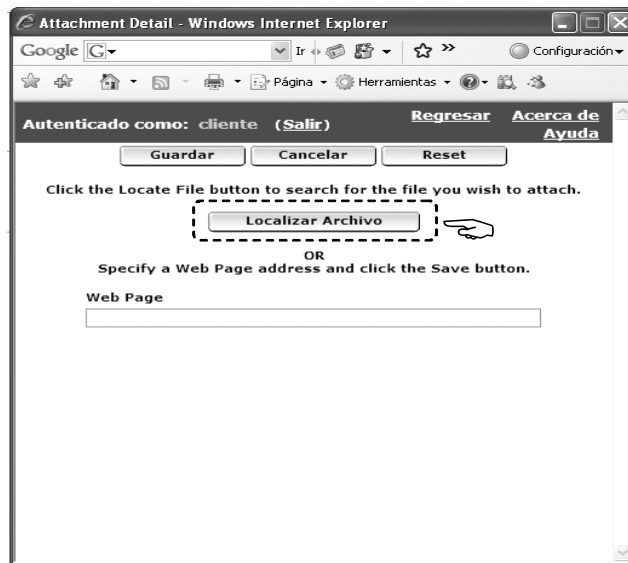 Attachment Detail - Windows Internet Explorer
Google G Ir » Configuración
Página Herramientas
Autenticado como: cliente (Salir) Regresar Acerca de
Ayuda
Guardar Cancelar Reset
Click the Locate File button to search for the file you wish to attach.
Localizar Archivo
OR
Specify a Web Page address and click the Save button.
Web Page